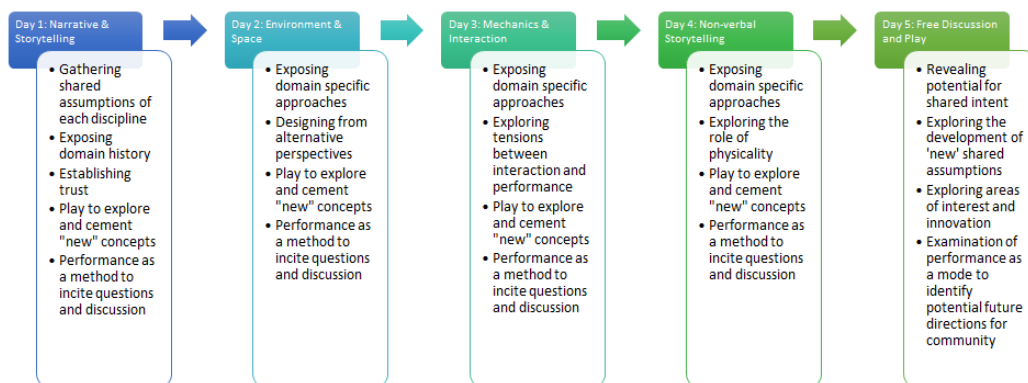 Day 1: Narrative &
Storytelling
• Gathering
shared
assumptions of
each discipline
• Exposing
domain history
• Establishing
trust
• Play to explore
and cement
"new" concepts
• Performance as
a method to
incite questions
and discussion
Day 2: Environment &
Space
• Exposing
domain specific
approaches
• Designing from
alternative
perspectives
• Play to explore
and cement
"new" concepts
• Performance as
a method to
incite questions
and discussion
Day 3: Mechanics &
Interaction
• Exposing
domain specific
approaches
• Exploring
tensions
between
interaction and
performance
• Play to explore
and cement
"new" concepts
• Performance as
a method to
incite questions
and discussion
Day 4: Non-verbal
Storytelling
• Exposing
domain specific
approaches
• Exploring the
role of
physicality
• Play to explore
and cement
"new" concepts
• Performance as
a method to
incite questions
and discussion
Day 5: Free Discussion
and Play
• Revealing
potential for
shared intent
• Exploring the
development of
'new' shared
assumptions
• Exploring areas
of interest and
innovation
• Examination of
performance as
a mode to
identify
potential future
directions for
community